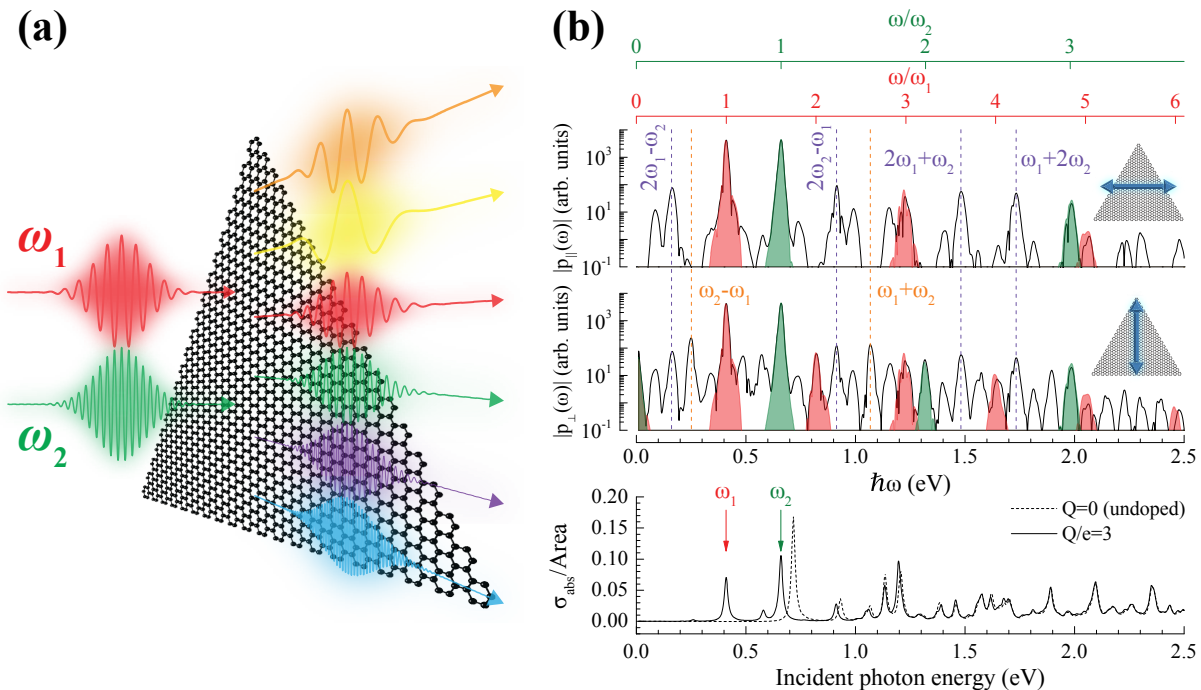 (a)
ω₁
ω₂
(b)
ω/ω₂
0 1 2 3
ω/ω₁
0 1 2 3 4 5 6
|p∥(ω)| (arb. units)
10³
10¹
10⁻¹
2ω₁-ω₂
2ω₂-ω₁
2ω₁+ω₂
ω₁+2ω₂
|p⊥(ω)| (arb. units)
10³
10¹
10⁻¹
ω₂-ω₁
ω₁+ω₂
0.0 0.5 1.0 1.5 2.0 2.5
ħω (eV)
σabs/Area
0.20
0.15
0.10
0.05
0.00
ω₁
ω₂
Q=0 (undoped)
Q/e=3
0.0 0.5 1.0 1.5 2.0 2.5
Incident photon energy (eV)